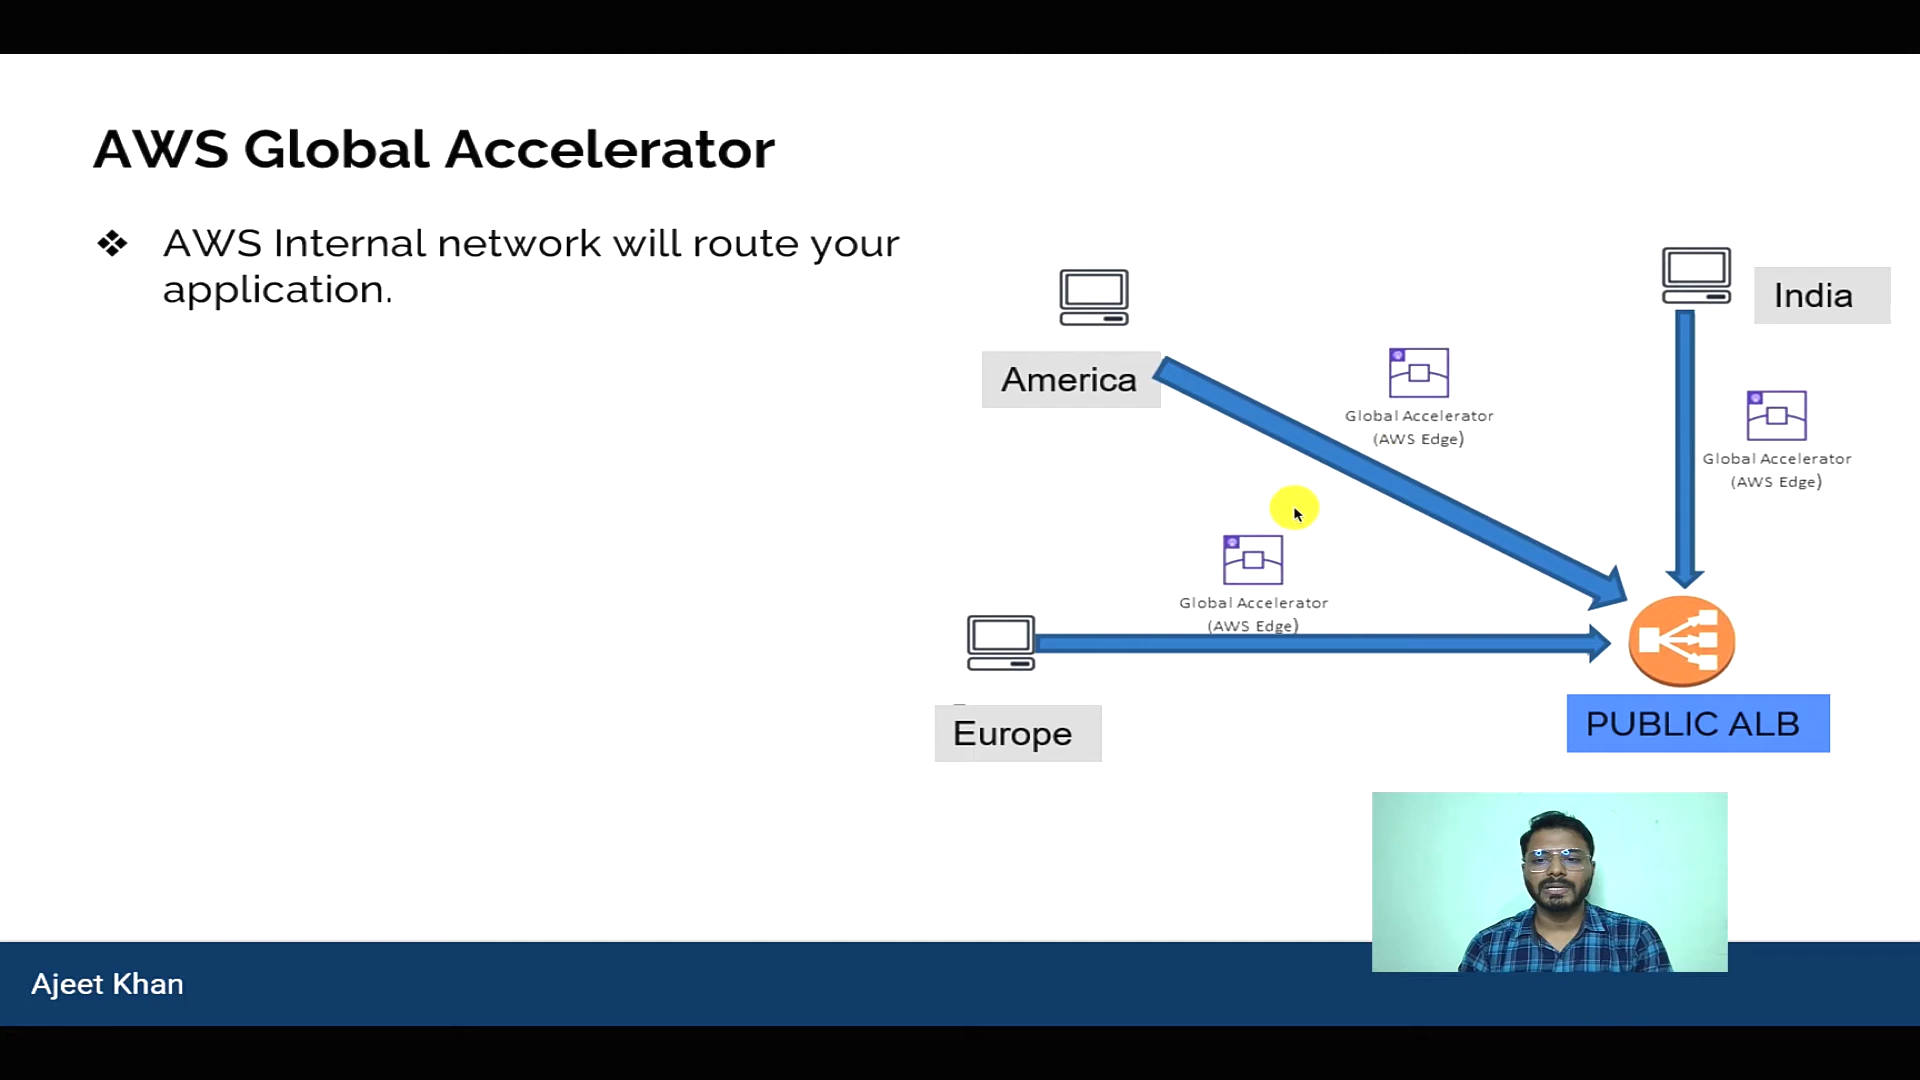 AWS Global Accelerator
❖ AWS Internal network will route your
application.
India
America
Global Accelerator
(AWS Edge)
Global Accelerator
(AWS Edge)
Global Accelerator
(AWS Edge)
Europe
PUBLIC ALB
Ajeet Khan